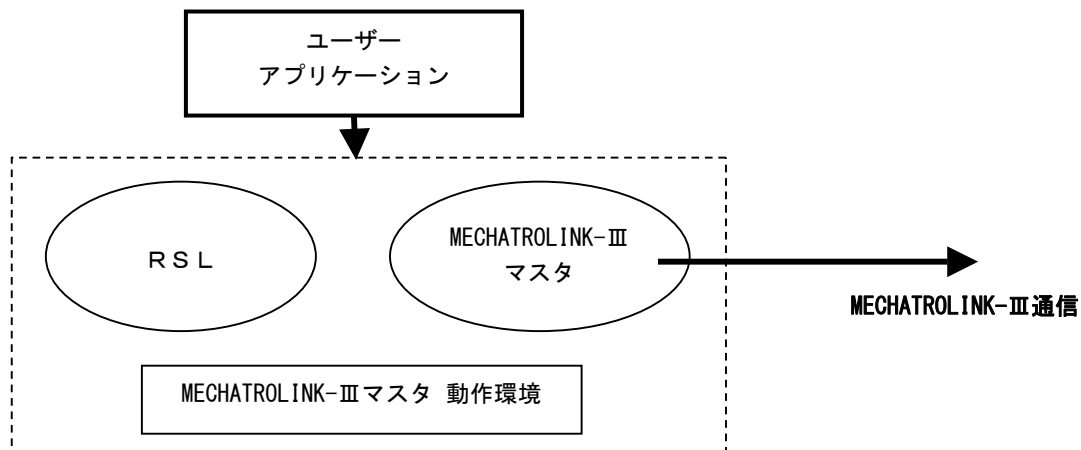 ユーザー
アプリケーション
RSL
MECHATROLINK-Ⅲ
マスタ
MECHATROLINK-Ⅲ通信
MECHATROLINK-Ⅲマスタ 動作環境